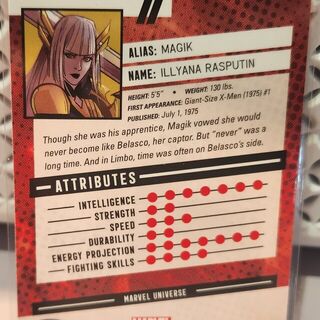 ALIAS: MAGIK
NAME: ILLYANA RASPUTIN
HEIGHT: 5'5" • WEIGHT: 130 lbs.
FIRST APPEARANCE: Giant-Size X-Men (1975) #1
PUBLISHED: July 1, 1975
Though she was his apprentice, Magik vowed she would
never become like Belasco, her captor. But "never" was a
long time. And in Limbo, time was often on Belasco's side.
ATTRIBUTES
INTELLIGENCE
STRENGTH
SPEED
DURABILITY
ENERGY PROJECTION
FIGHTING SKILLS
MARVEL UNIVERSE